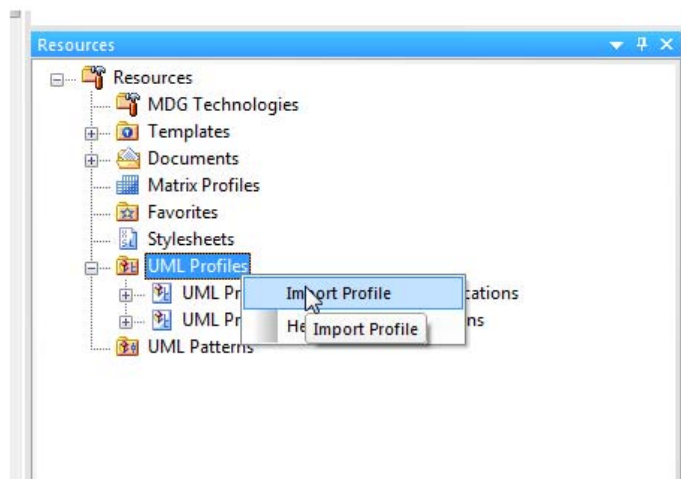 Resources
Resources
MDG Technologies
Templates
Documents
Matrix Profiles
Favorites
Stylesheets
UML Profiles
UML Pr Import Profile cations
UML Pr He Import Profile ns
UML Patterns